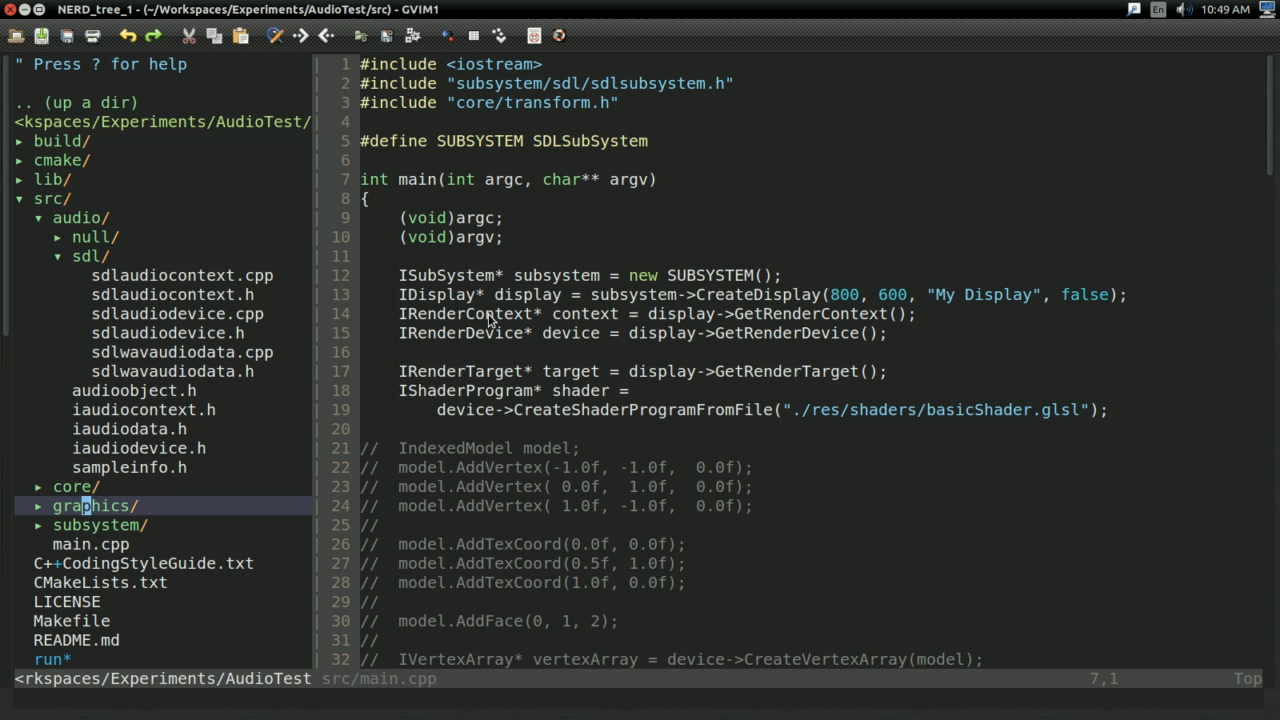 NERD_tree_1 - (~/Workspaces/Experiments/AudioTest/src) - GVIM1
En
10:49 AM
" Press ? for help
.. (up a dir)
<kspaces/Experiments/AudioTest/
▸ build/
▸ cmake/
▸ lib/
▾ src/
▾ audio/
▸ null/
▾ sdl/
sdlaudiocontext.cpp
sdlaudiocontext.h
sdlaudiodevice.cpp
sdlaudiodevice.h
sdlwavaudiodata.cpp
sdlwavaudiodata.h
audioobject.h
iaudiocontext.h
iaudiodata.h
iaudiodevice.h
sampleinfo.h
▸ core/
▸ graphics/
▸ subsystem/
main.cpp
C++CodingStyleGuide.txt
CMakeLists.txt
LICENSE
Makefile
README.md
run*
<rkspaces/Experiments/AudioTest
1 #include <iostream>
2 #include "subsystem/sdl/sdlsubsystem.h"
3 #include "core/transform.h"
4
5 #define SUBSYSTEM SDLSubSystem
6
7 int main(int argc, char** argv)
8 {
9     (void)argc;
10     (void)argv;
11
12     ISubSystem* subsystem = new SUBSYSTEM();
13     IDisplay* display = subsystem->CreateDisplay(800, 600, "My Display", false);
14     IRenderContext* context = display->GetRenderContext();
15     IRenderDevice* device = display->GetRenderDevice();
16
17     IRenderTarget* target = display->GetRenderTarget();
18     IShaderProgram* shader =
19         device->CreateShaderProgramFromFile("./res/shaders/basicShader.glsl");
20
21 //  IndexedModel model;
22 //  model.AddVertex(-1.0f, -1.0f,  0.0f);
23 //  model.AddVertex( 0.0f,  1.0f,  0.0f);
24 //  model.AddVertex( 1.0f, -1.0f,  0.0f);
25 //
26 //  model.AddTexCoord(0.0f, 0.0f);
27 //  model.AddTexCoord(0.5f, 1.0f);
28 //  model.AddTexCoord(1.0f, 0.0f);
29 //
30 //  model.AddFace(0, 1, 2);
31 //
32 //  IVertexArray* vertexArray = device->CreateVertexArray(model);
src/main.cpp 7,1 Top